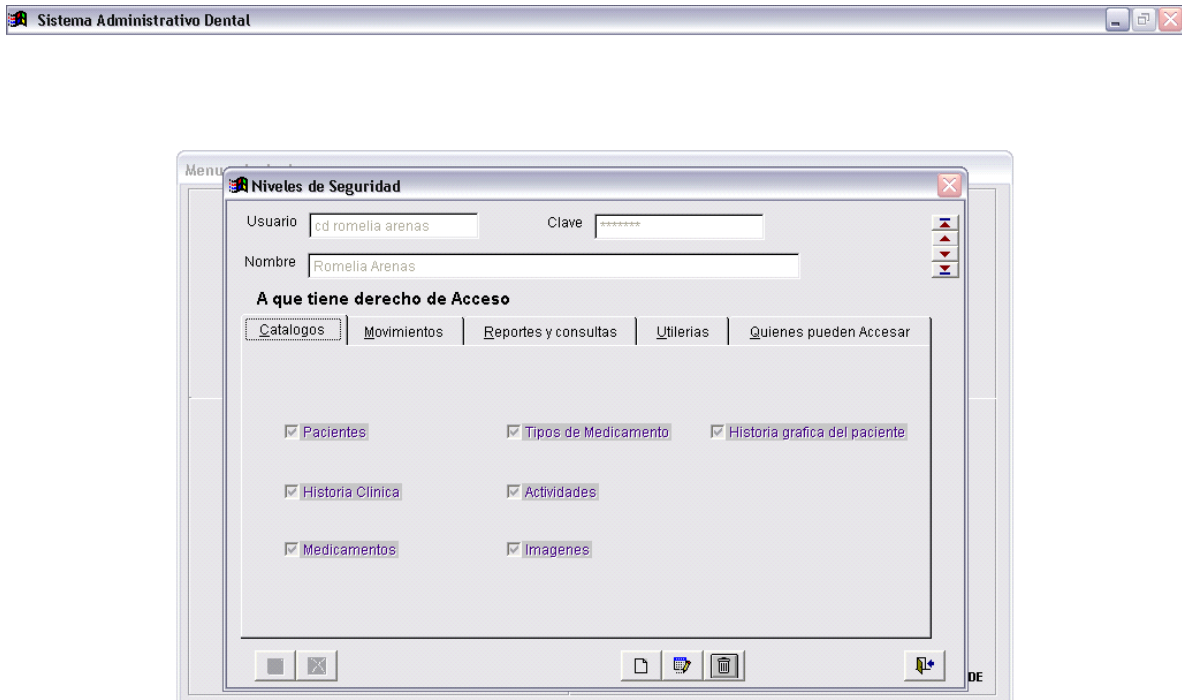 Sistema Administrativo Dental
Menu
Niveles de Seguridad
Usuario cd romelia arenas Clave *******
Nombre Romelia Arenas
A que tiene derecho de Acceso
Catalogos Movimientos Reportes y consultas Utilerias Quienes pueden Accesar
Pacientes Tipos de Medicamento Historia grafica del paciente
Historia Clinica Actividades
Medicamentos Imagenes
DE